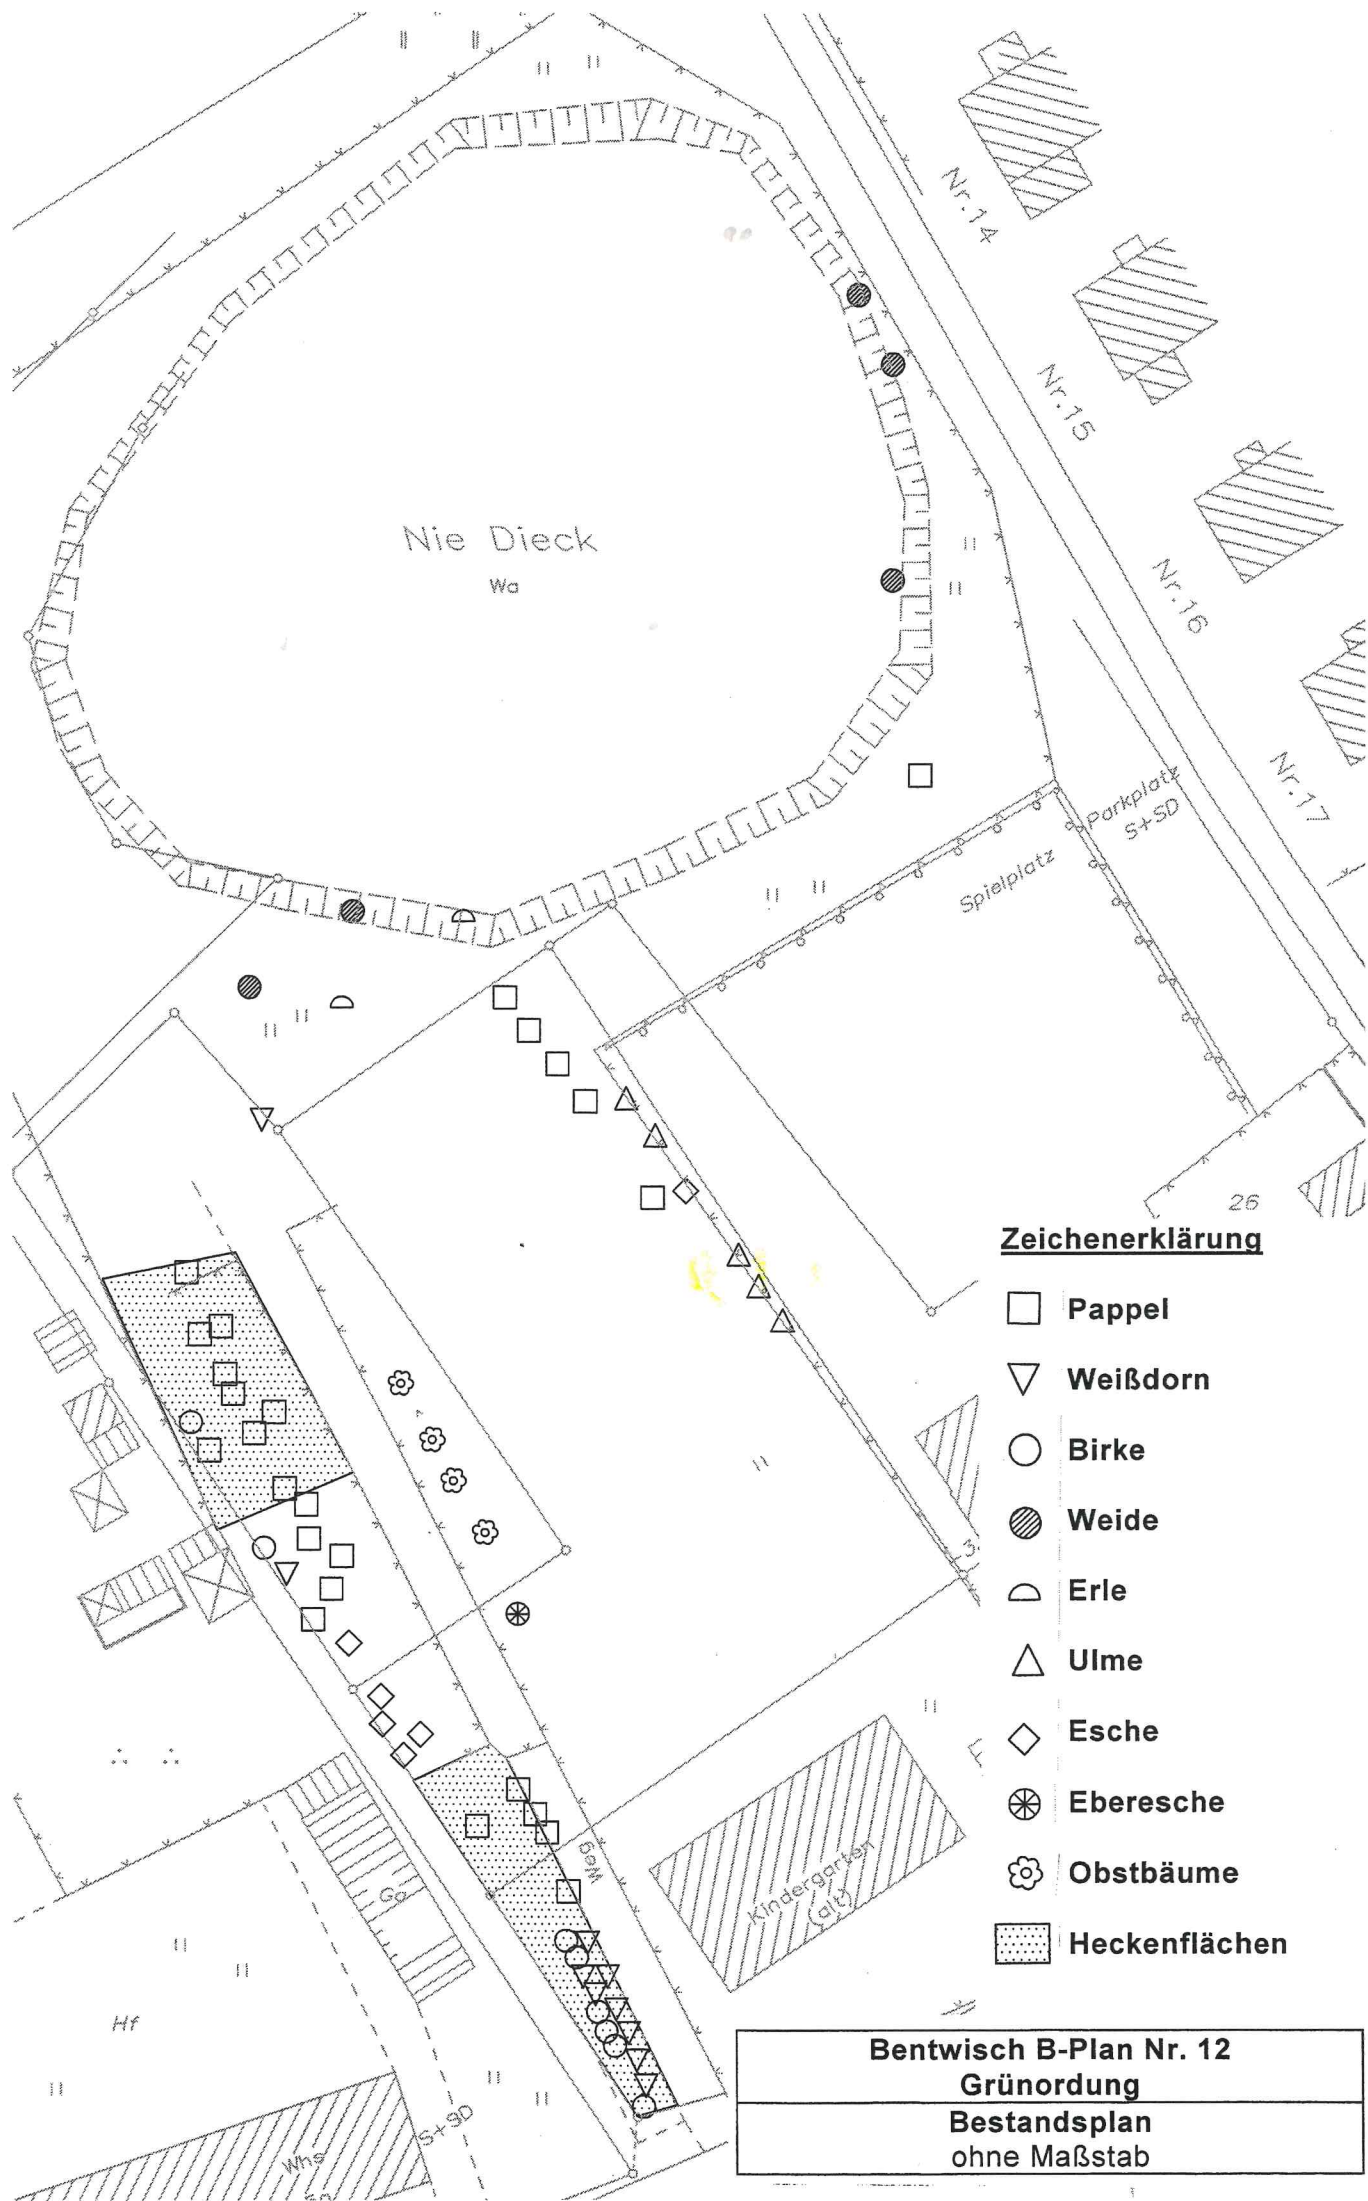 Nr.14
Nr.15
Nie Dieck
Wa
Nr.16
Nr.17
Parkplatz
S+SD
Spielplatz
26
Zeichenerklärung
Pappel
Weißdorn
Birke
Weide
Erle
Ulme
Esche
Eberesche
Obstbäume
Heckenflächen
3
Weg
Kindergarten
(alt)
Ga
Hf
S+SD
Whs
Bentwisch B-Plan Nr. 12
Grünordung
Bestandsplan
ohne Maßstab